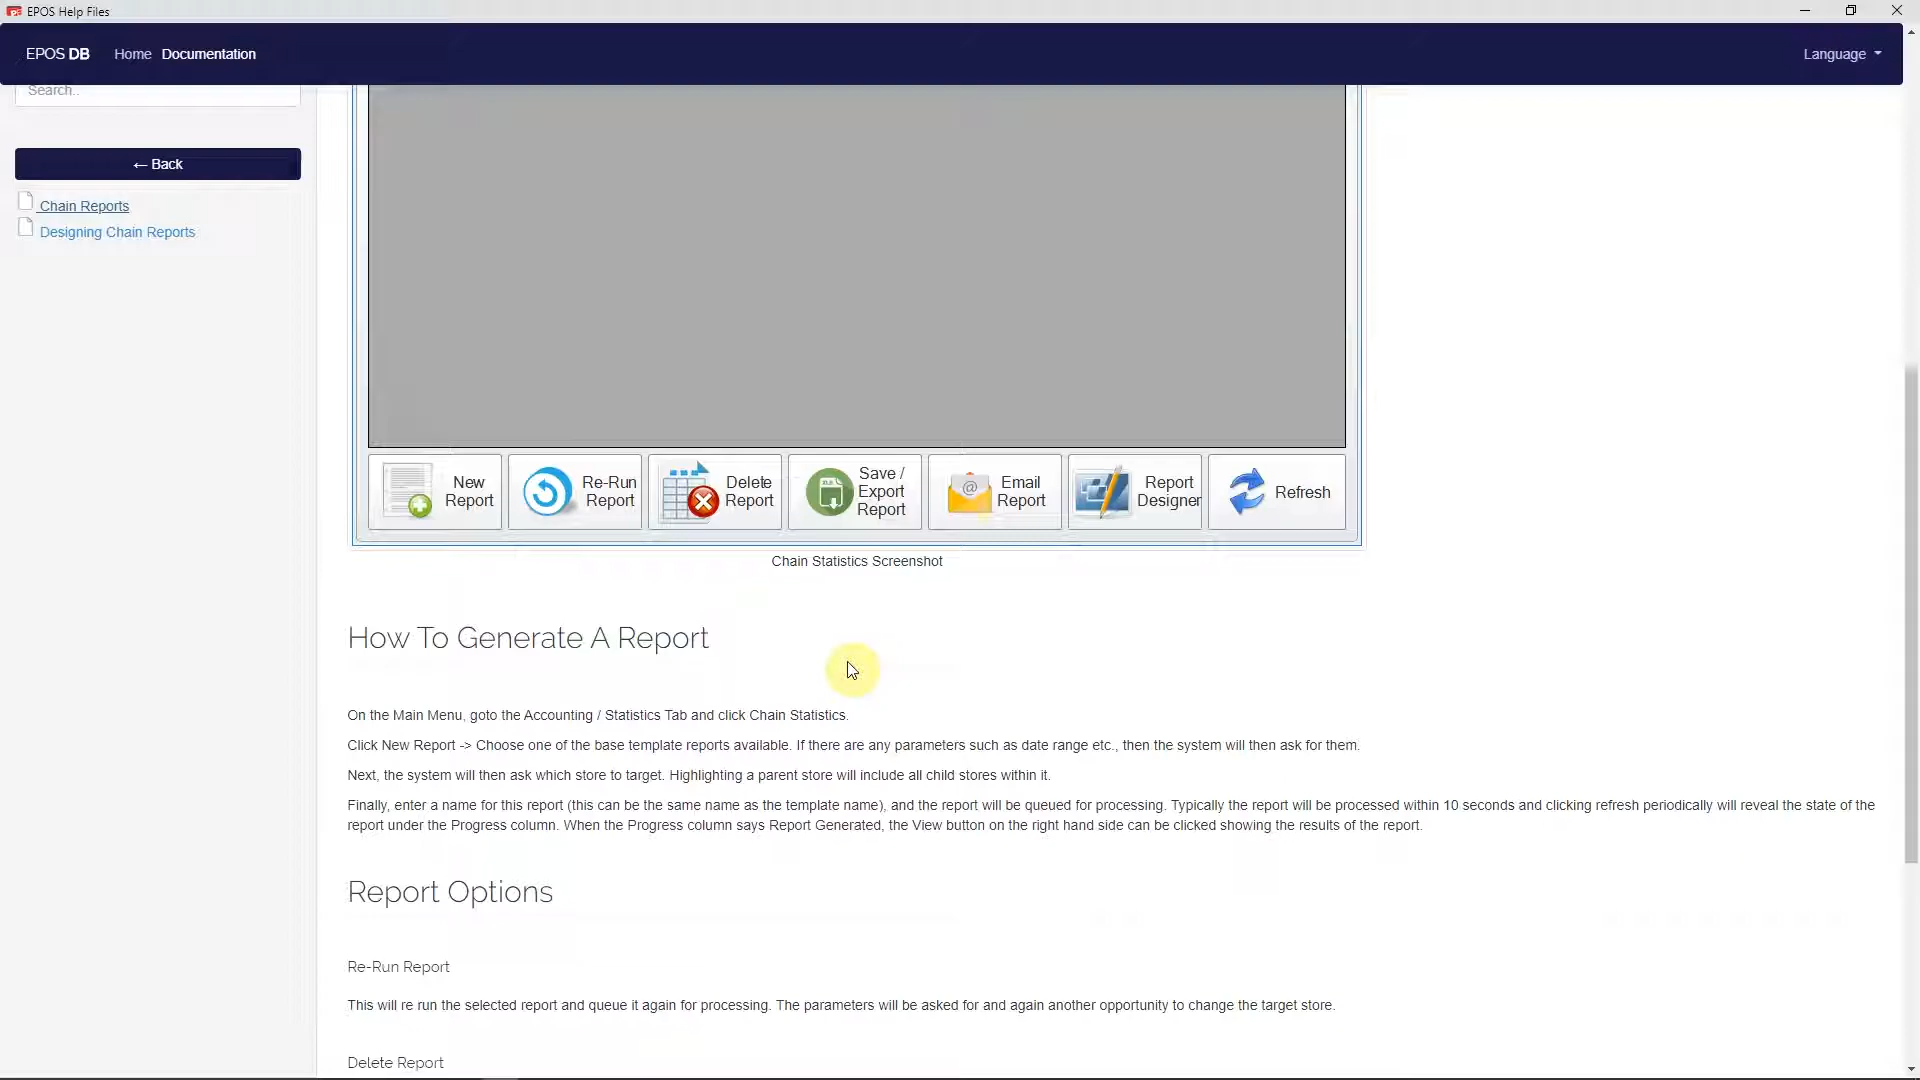 EPOS Help Files
EPOS DB Home Documentation Language
Search..
← Back
Chain Reports
Designing Chain Reports
New Report
Re-Run Report
Delete Report
Save / Export Report
Email Report
Report Designer
Refresh
Chain Statistics Screenshot
How To Generate A Report
On the Main Menu, goto the Accounting / Statistics Tab and click Chain Statistics.
Click New Report -> Choose one of the base template reports available. If there are any parameters such as date range etc., then the system will then ask for them.
Next, the system will then ask which store to target. Highlighting a parent store will include all child stores within it.
Finally, enter a name for this report (this can be the same name as the template name), and the report will be queued for processing. Typically the report will be processed within 10 seconds and clicking refresh periodically will reveal the state of the
report under the Progress column. When the Progress column says Report Generated, the View button on the right hand side can be clicked showing the results of the report.
Report Options
Re-Run Report
This will re run the selected report and queue it again for processing. The parameters will be asked for and again another opportunity to change the target store.
Delete Report